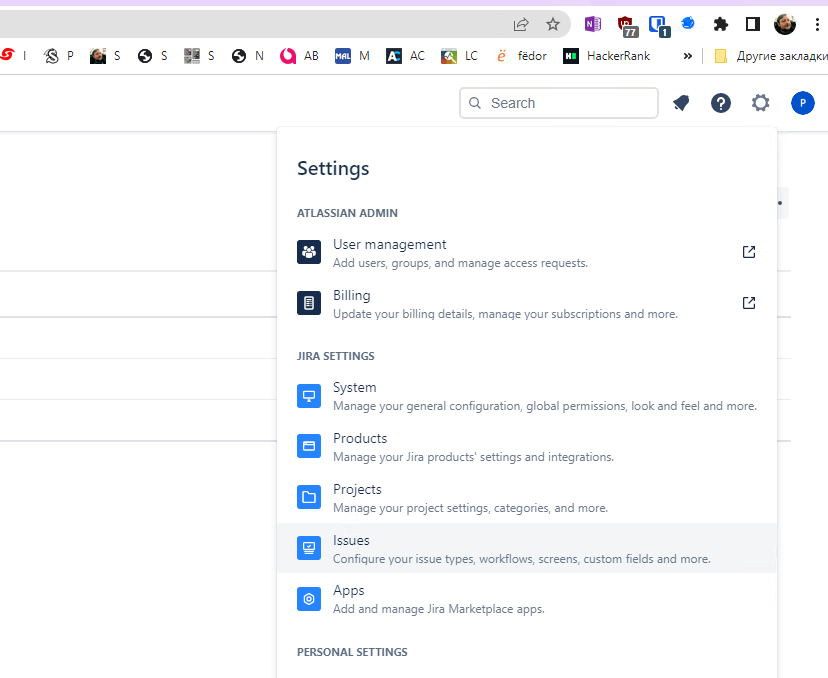 77
1
P
S
S
S
N
AB
MAL
M
AC
LC
ë
fëdor
HackerRank
»
Другие закладки
Search
P
Settings
ATLASSIAN ADMIN
User management
Add users, groups, and manage access requests.
Billing
Update your billing details, manage your subscriptions and more.
JIRA SETTINGS
System
Manage your general configuration, global permissions, look and feel and more.
Products
Manage your Jira products' settings and integrations.
Projects
Manage your project settings, categories, and more.
Issues
Configure your issue types, workflows, screens, custom fields and more.
Apps
Add and manage Jira Marketplace apps.
PERSONAL SETTINGS